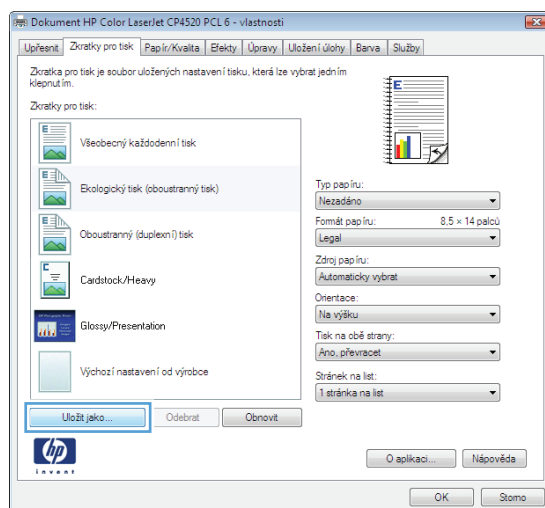 Dokument HP Color LaserJet CP4520 PCL 6 - vlastnosti
Upřesnit Zkratky pro tisk Papír/Kvalita Efekty Úpravy Uložení úlohy Barva Služby
Zkratka pro tisk je soubor uložených nastavení tisku, která lze vybrat jedním
klepnutím.
Zkratky pro tisk:
Všeobecný každodenní tisk
Ekologický tisk (oboustranný tisk)
Oboustranný (duplexní) tisk
Cardstock/Heavy
Glossy/Presentation
Výchozí nastavení od výrobce
Uložit jako... Odebrat Obnovit
Typ papíru:
Nezadáno
Formát papíru: 8,5 × 14 palců
Legal
Zdroj papíru:
Automaticky vybrat
Orientace:
Na výšku
Tisk na obě strany:
Ano, převracet
Stránek na list:
1 stránka na list
hp
invent
O aplikaci... Nápověda
OK Storno